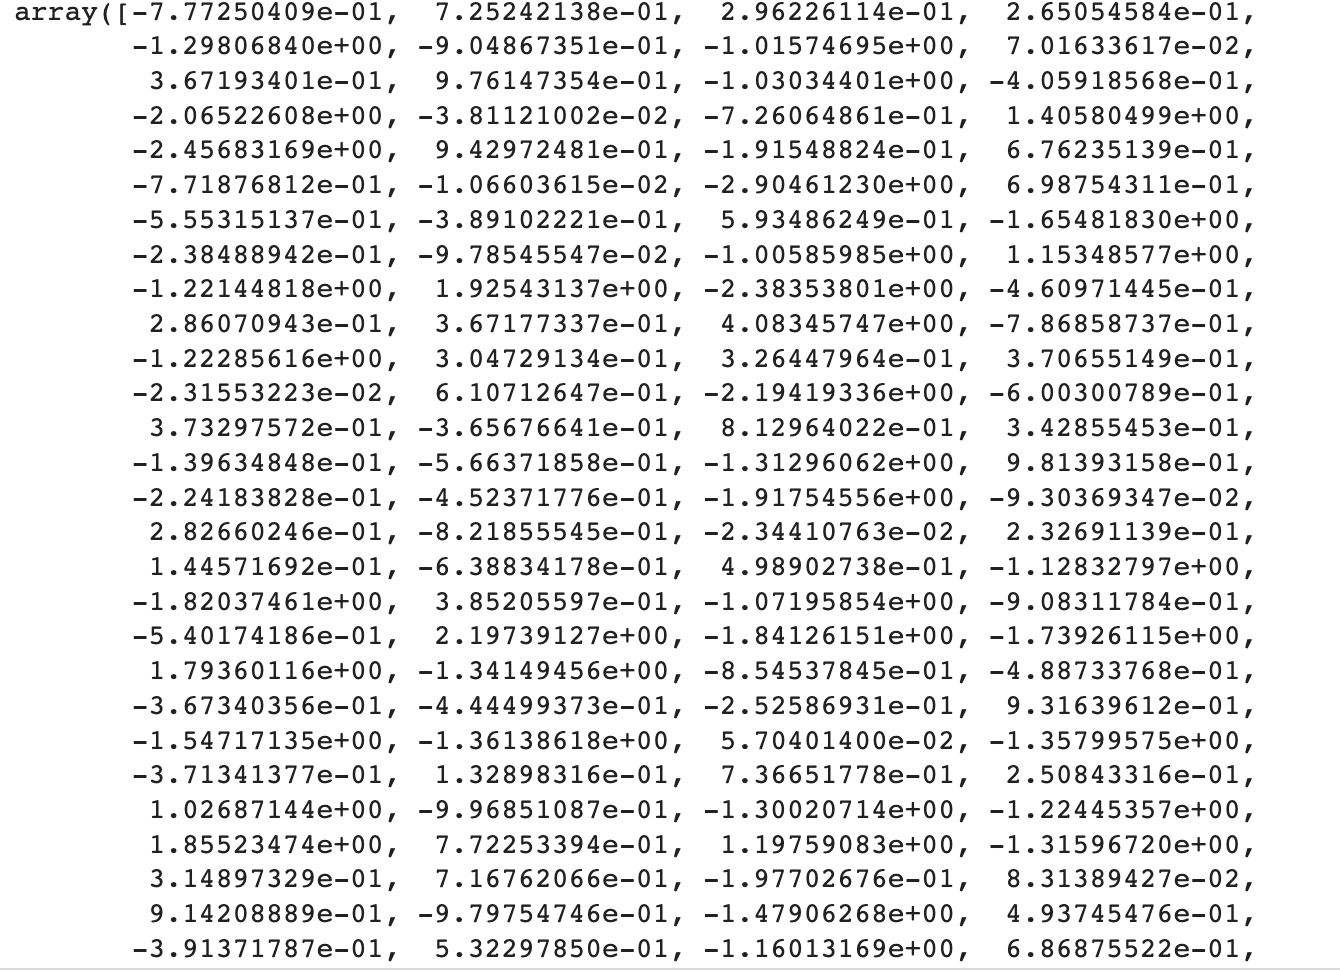 array([-7.77250409e-01,  7.25242138e-01,  2.96226114e-01,  2.65054584e-01,
       -1.29806840e+00, -9.04867351e-01, -1.01574695e+00,  7.01633617e-02,
        3.67193401e-01,  9.76147354e-01, -1.03034401e+00, -4.05918568e-01,
       -2.06522608e+00, -3.81121002e-02, -7.26064861e-01,  1.40580499e+00,
       -2.45683169e+00,  9.42972481e-01, -1.91548824e-01,  6.76235139e-01,
       -7.71876812e-01, -1.06603615e-02, -2.90461230e+00,  6.98754311e-01,
       -5.55315137e-01, -3.89102221e-01,  5.93486249e-01, -1.65481830e+00,
       -2.38488942e-01, -9.78545547e-02, -1.00585985e+00,  1.15348577e+00,
       -1.22144818e+00,  1.92543137e+00, -2.38353801e+00, -4.60971445e-01,
        2.86070943e-01,  3.67177337e-01,  4.08345747e+00, -7.86858737e-01,
       -1.22285616e+00,  3.04729134e-01,  3.26447964e-01,  3.70655149e-01,
       -2.31553223e-02,  6.10712647e-01, -2.19419336e+00, -6.00300789e-01,
        3.73297572e-01, -3.65676641e-01,  8.12964022e-01,  3.42855453e-01,
       -1.39634848e-01, -5.66371858e-01, -1.31296062e+00,  9.81393158e-01,
       -2.24183828e-01, -4.52371776e-01, -1.91754556e+00, -9.30369347e-02,
        2.82660246e-01, -8.21855545e-01, -2.34410763e-02,  2.32691139e-01,
        1.44571692e-01, -6.38834178e-01,  4.98902738e-01, -1.12832797e+00,
       -1.82037461e+00,  3.85205597e-01, -1.07195854e+00, -9.08311784e-01,
       -5.40174186e-01,  2.19739127e+00, -1.84126151e+00, -1.73926115e+00,
        1.79360116e+00, -1.34149456e+00, -8.54537845e-01, -4.88733768e-01,
       -3.67340356e-01, -4.44499373e-01, -2.52586931e-01,  9.31639612e-01,
       -1.54717135e+00, -1.36138618e+00,  5.70401400e-02, -1.35799575e+00,
       -3.71341377e-01,  1.32898316e-01,  7.36651778e-01,  2.50843316e-01,
        1.02687144e+00, -9.96851087e-01, -1.30020714e+00, -1.22445357e+00,
        1.85523474e+00,  7.72253394e-01,  1.19759083e+00, -1.31596720e+00,
        3.14897329e-01,  7.16762066e-01, -1.97702676e-01,  8.31389427e-02,
        9.14208889e-01, -9.79754746e-01, -1.47906268e+00,  4.93745476e-01,
       -3.91371787e-01,  5.32297850e-01, -1.16013169e+00,  6.86875522e-01,